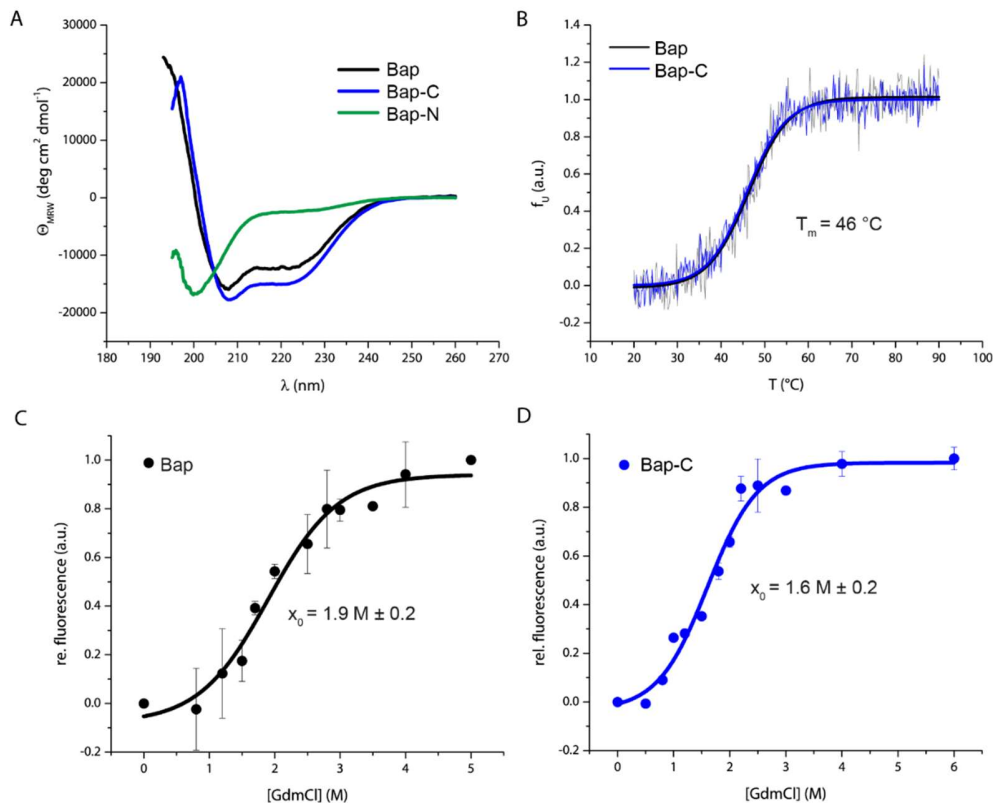 A
30000
20000
10000
0
-10000
-20000
Θ_MRW (deg cm² dmol⁻¹)
180 190 200 210 220 230 240 250 260 270
λ (nm)
Bap
Bap-C
Bap-N
B
1.4
1.2
1.0
0.8
0.6
0.4
0.2
0.0
-0.2
f_U (a.u.)
10 20 30 40 50 60 70 80 90 100
T (°C)
Bap
Bap-C
T_m = 46 °C
C
1.0
0.8
0.6
0.4
0.2
0.0
-0.2
rel. fluorescence (a.u.)
0 1 2 3 4 5
[GdmCl] (M)
Bap
x₀ = 1.9 M ± 0.2
D
1.0
0.8
0.6
0.4
0.2
0.0
-0.2
rel. fluorescence (a.u.)
0 1 2 3 4 5 6
[GdmCl] (M)
Bap-C
x₀ = 1.6 M ± 0.2